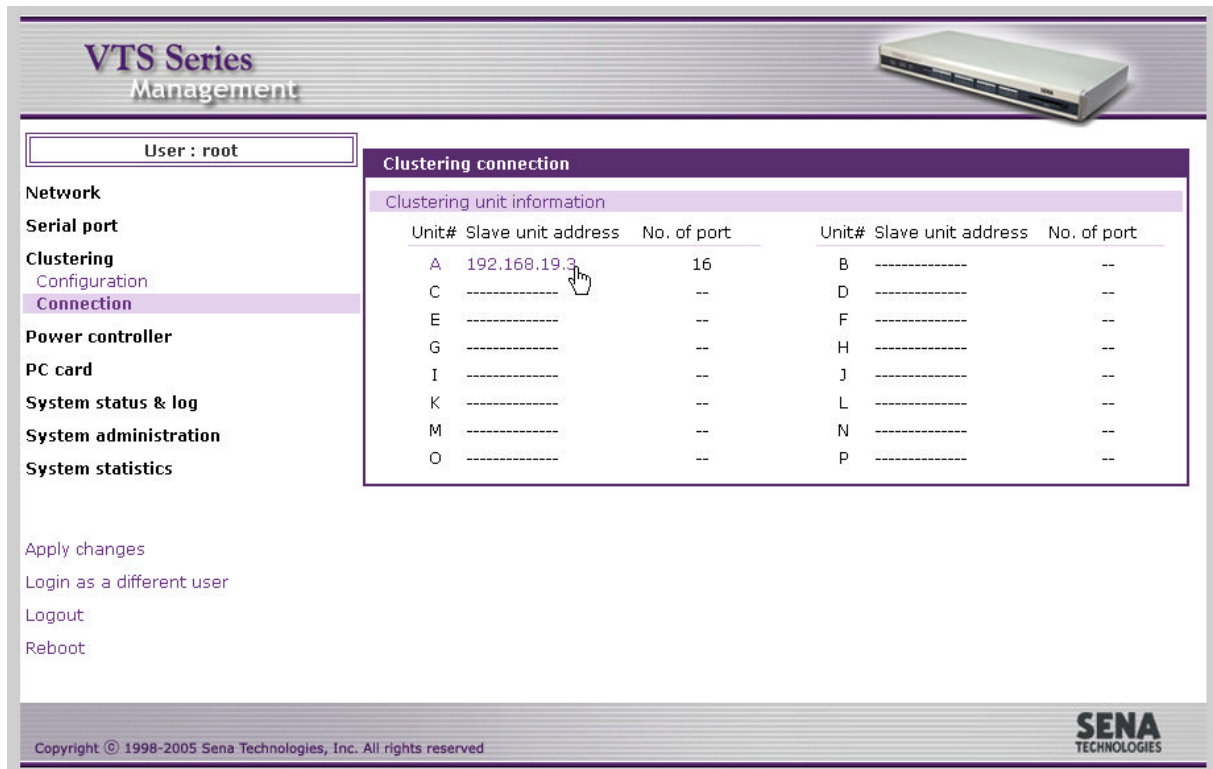 VTS Series
Management
User : root
Network
Serial port
Clustering
Configuration
Connection
Power controller
PC card
System status & log
System administration
System statistics
Apply changes
Login as a different user
Logout
Reboot
Clustering connection
Clustering unit information
Unit# Slave unit address No. of port Unit# Slave unit address No. of port
A 192.168.19.3 16 B -------------- --
C -------------- -- D -------------- --
E -------------- -- F -------------- --
G -------------- -- H -------------- --
I -------------- -- J -------------- --
K -------------- -- L -------------- --
M -------------- -- N -------------- --
O -------------- -- P -------------- --
Copyright © 1998-2005 Sena Technologies, Inc. All rights reserved
SENA
TECHNOLOGIES